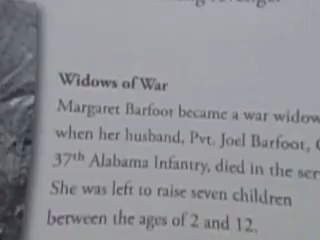 Widows of War
Margaret Barfoot became a war widow
when her husband, Pvt. Joel Barfoot,
37th Alabama Infantry, died in the
She was left to raise seven children
between the ages of 2 and 12.